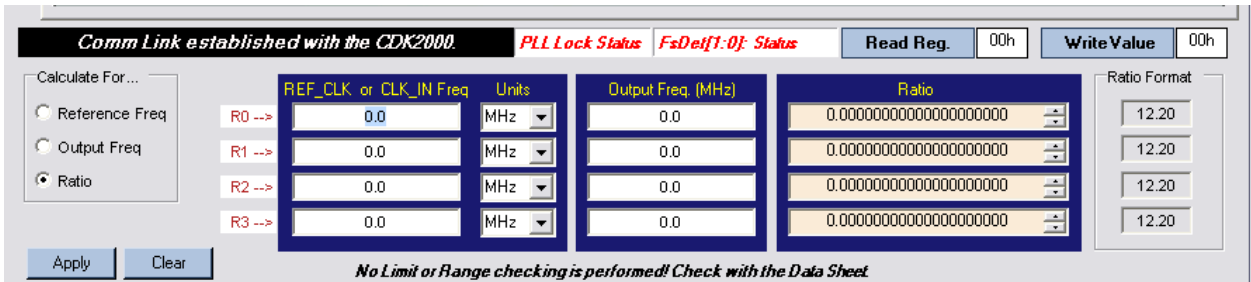 Comm Link established with the CDK2000. PLL Lock Status FsDet[1:0]: Status Read Reg. 00h Write Value 00h
Calculate For... Ratio Format
REF_CLK or CLK_IN Freq Units Output Freq. (MHz) Ratio
Reference Freq R0 --> 0.0 MHz 0.0 0.00000000000000000000 12.20
Output Freq R1 --> 0.0 MHz 0.0 0.00000000000000000000 12.20
Ratio R2 --> 0.0 MHz 0.0 0.00000000000000000000 12.20
R3 --> 0.0 MHz 0.0 0.00000000000000000000 12.20
Apply Clear No Limit or Range checking is performed! Check with the Data Sheet